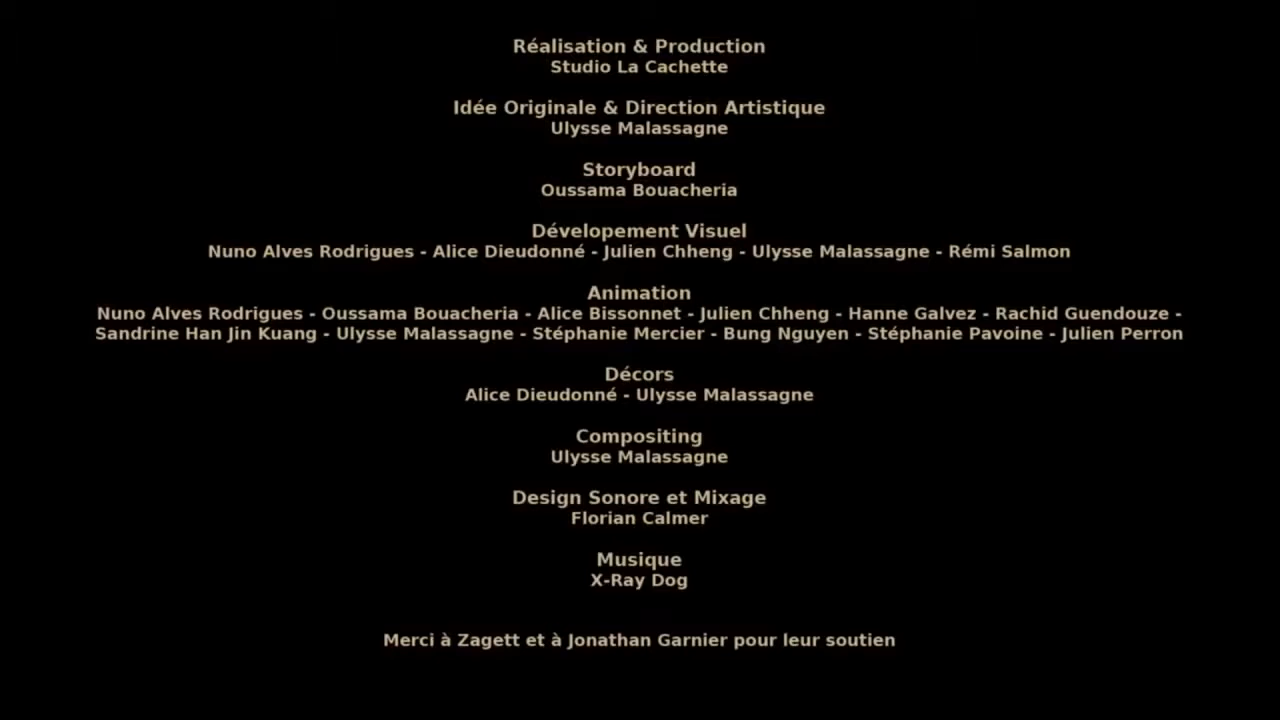 Réalisation & Production
Studio La Cachette
Idée Originale & Direction Artistique
Ulysse Malassagne
Storyboard
Oussama Bouacheria
Dévelopement Visuel
Nuno Alves Rodrigues - Alice Dieudonné - Julien Chheng - Ulysse Malassagne - Rémi Salmon
Animation
Nuno Alves Rodrigues - Oussama Bouacheria - Alice Bissonnet - Julien Chheng - Hanne Galvez - Rachid Guendouze -
Sandrine Han Jin Kuang - Ulysse Malassagne - Stéphanie Mercier - Bung Nguyen - Stéphanie Pavoine - Julien Perron
Décors
Alice Dieudonné - Ulysse Malassagne
Compositing
Ulysse Malassagne
Design Sonore et Mixage
Florian Calmer
Musique
X-Ray Dog
Merci à Zagett et à Jonathan Garnier pour leur soutien